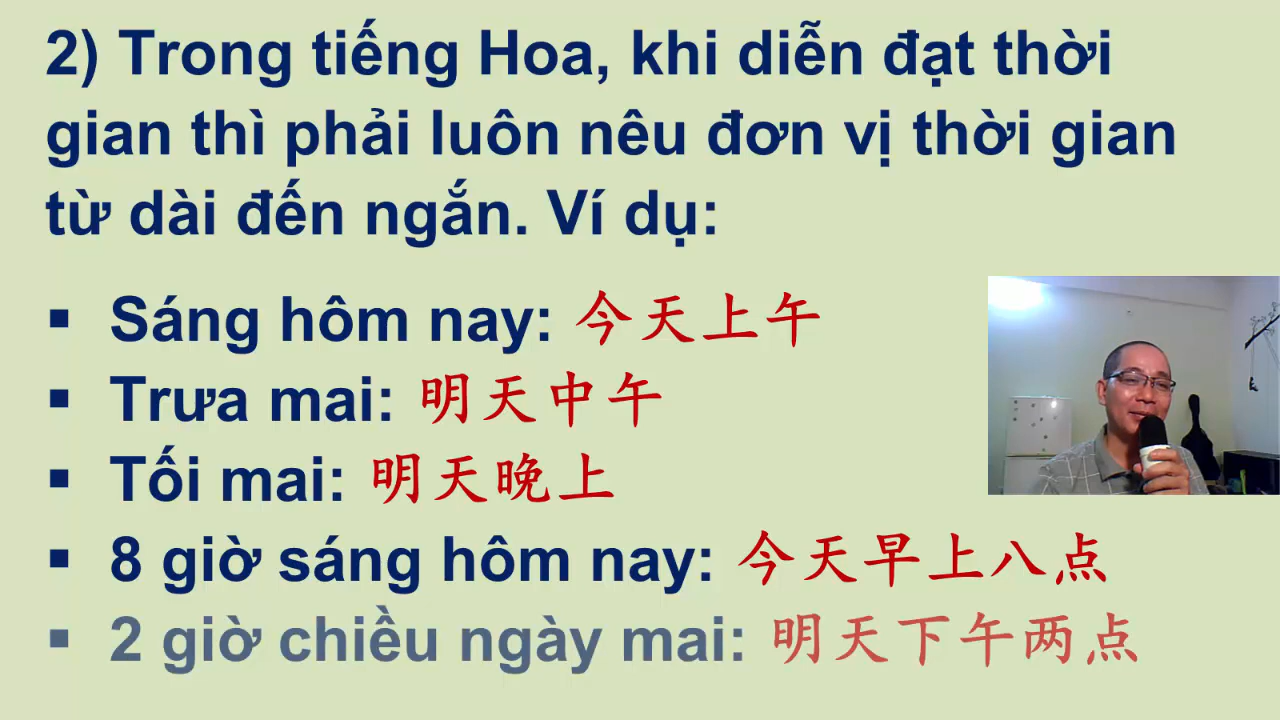 2) Trong tiếng Hoa, khi diễn đạt thời
gian thì phải luôn nêu đơn vị thời gian
từ dài đến ngắn. Ví dụ:
▪ Sáng hôm nay: 今天上午
▪ Trưa mai: 明天中午
▪ Tối mai: 明天晚上
▪ 8 giờ sáng hôm nay: 今天早上八点
▪ 2 giờ chiều ngày mai: 明天下午两点